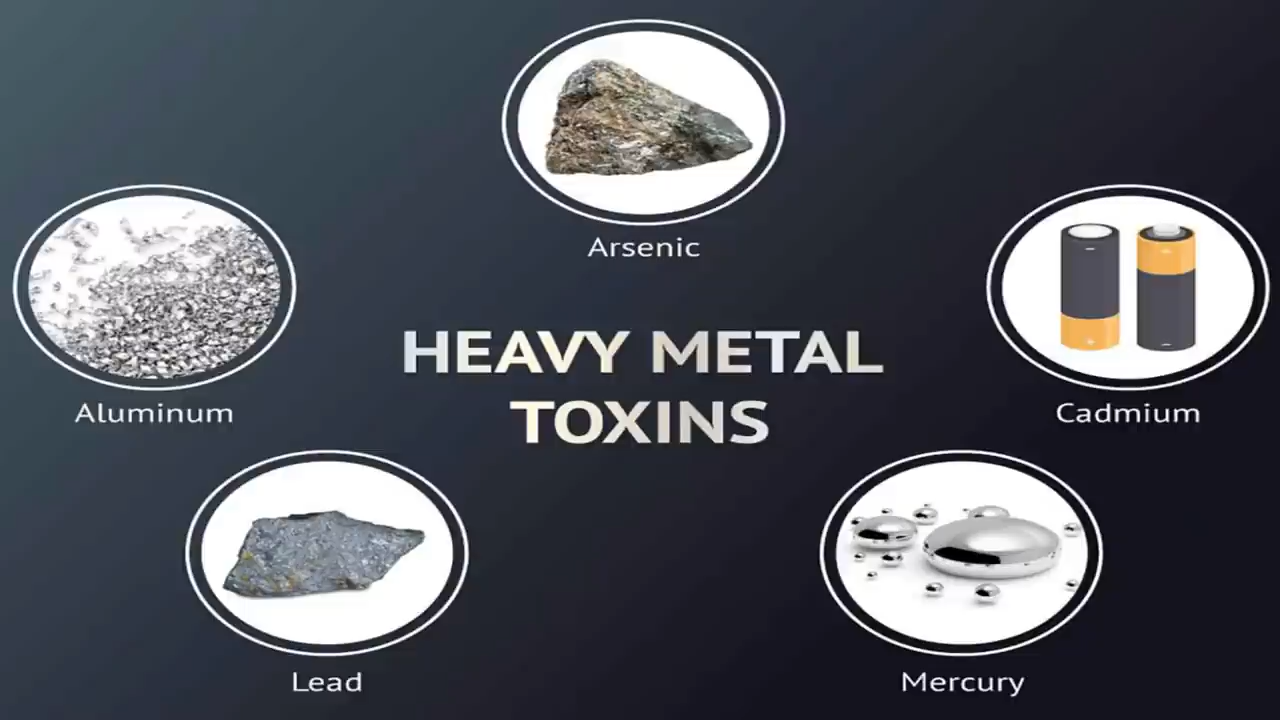 Arsenic
Aluminum
Cadmium
HEAVY METAL
TOXINS
Lead
Mercury